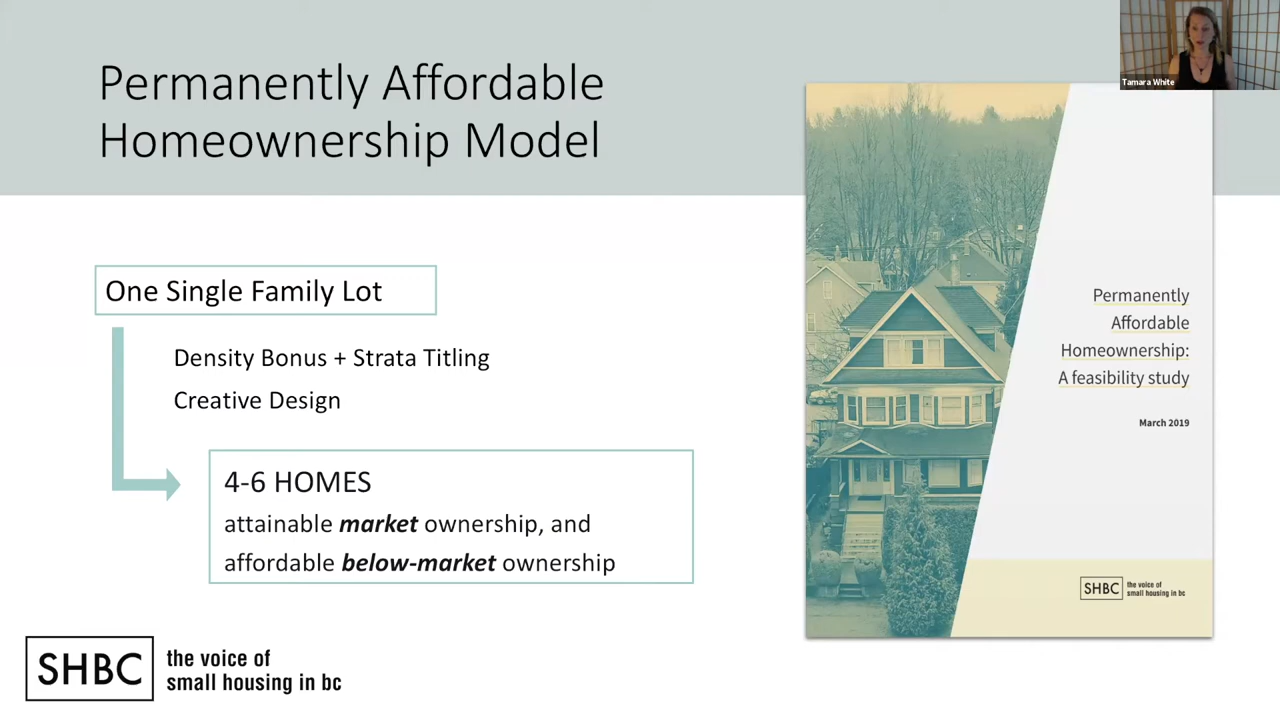 Permanently Affordable
Homeownership Model
Tamara White
One Single Family Lot
Density Bonus + Strata Titling
Creative Design
4-6 HOMES
attainable market ownership, and
affordable below-market ownership
Permanently
Affordable
Homeownership:
A feasibility study
March 2019
SHBC
the voice of
small housing in bc
SHBC
the voice of
small housing in bc